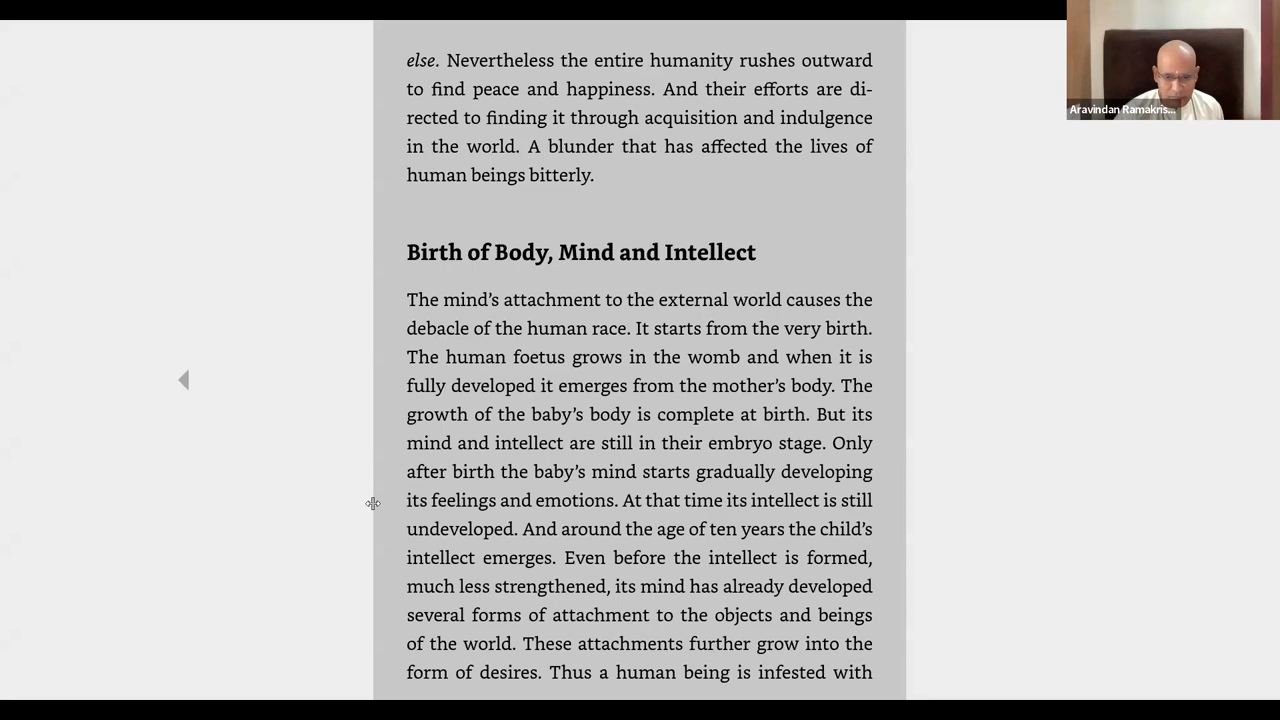 else. Nevertheless the entire humanity rushes outward
to find peace and happiness. And their efforts are di-
rected to finding it through acquisition and indulgence
in the world. A blunder that has affected the lives of
human beings bitterly.
Birth of Body, Mind and Intellect
The mind’s attachment to the external world causes the
debacle of the human race. It starts from the very birth.
The human foetus grows in the womb and when it is
fully developed it emerges from the mother’s body. The
growth of the baby’s body is complete at birth. But its
mind and intellect are still in their embryo stage. Only
after birth the baby’s mind starts gradually developing
its feelings and emotions. At that time its intellect is still
undeveloped. And around the age of ten years the child’s
intellect emerges. Even before the intellect is formed,
much less strengthened, its mind has already developed
several forms of attachment to the objects and beings
of the world. These attachments further grow into the
form of desires. Thus a human being is infested with
Aravindan Ramakris...